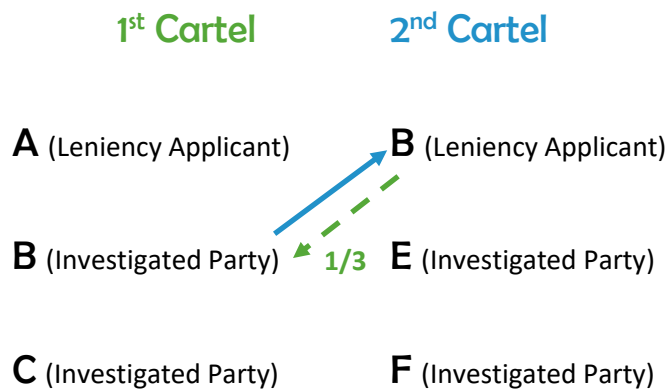 1st Cartel 2nd Cartel
A (Leniency Applicant) B (Leniency Applicant)
B (Investigated Party) 1/3 E (Investigated Party)
C (Investigated Party) F (Investigated Party)